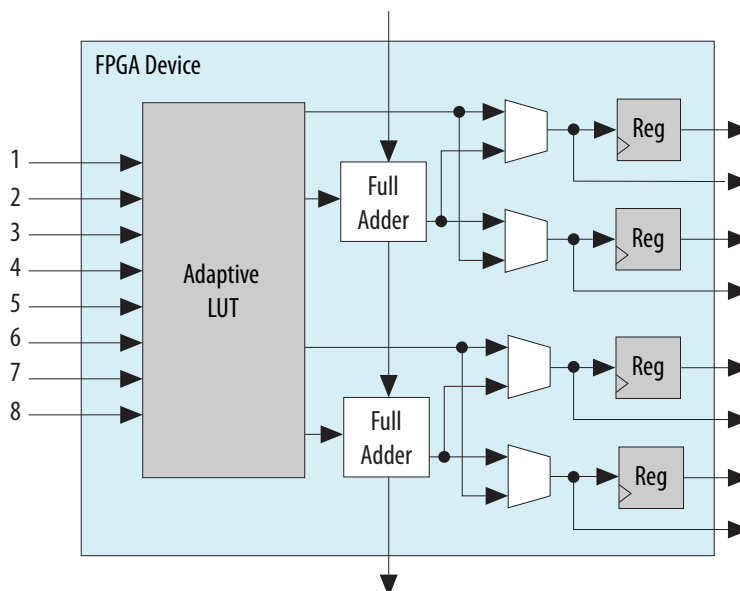 FPGA Device
1
2
3
4
5
6
7
8
Adaptive
LUT
Full
Adder
Full
Adder
Reg
Reg
Reg
Reg